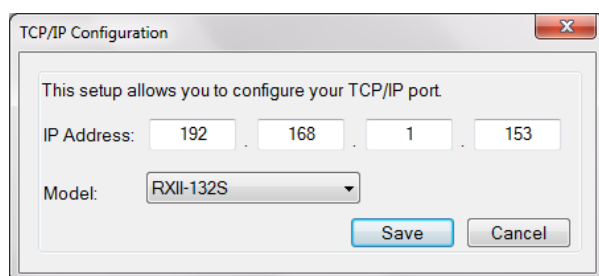 TCP/IP Configuration
This setup allows you to configure your TCP/IP port.
IP Address: 192 . 168 . 1 . 153
Model: RXII-132S
Save Cancel